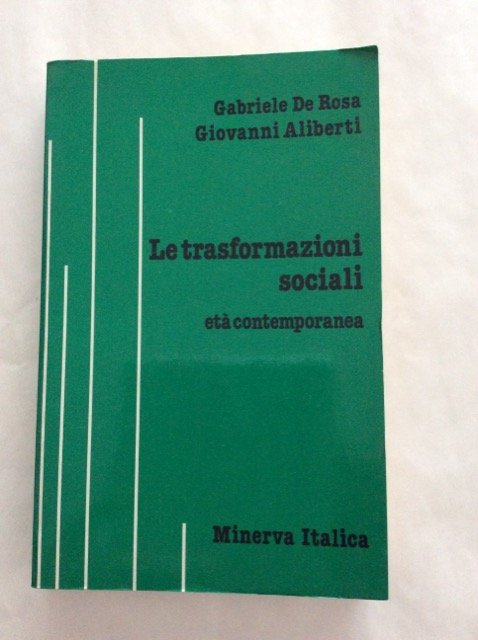 Gabriele De Rosa
Giovanni Aliberti
Le trasformazioni
sociali
età contemporanea
Minerva Italica